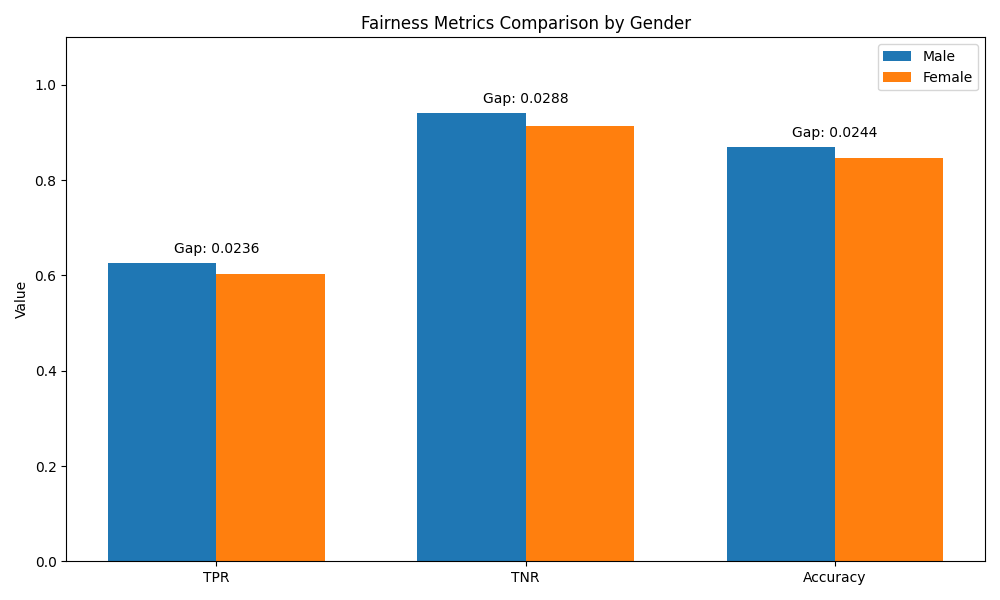 Fairness Metrics Comparison by Gender
Male
Female
Value
1.0
0.8
0.6
0.4
0.2
0.0
Gap: 0.0236
Gap: 0.0288
Gap: 0.0244
TPR
TNR
Accuracy